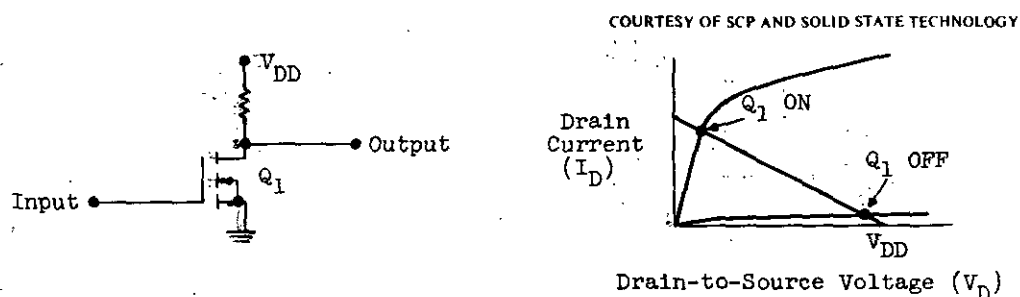 COURTESY OF SCP AND SOLID STATE TECHNOLOGY
V_DD
Output
Q_1
Input
Drain
Current
(I_D)
Q_1 ON
Q_1 OFF
V_DD
Drain-to-Source Voltage (V_D)